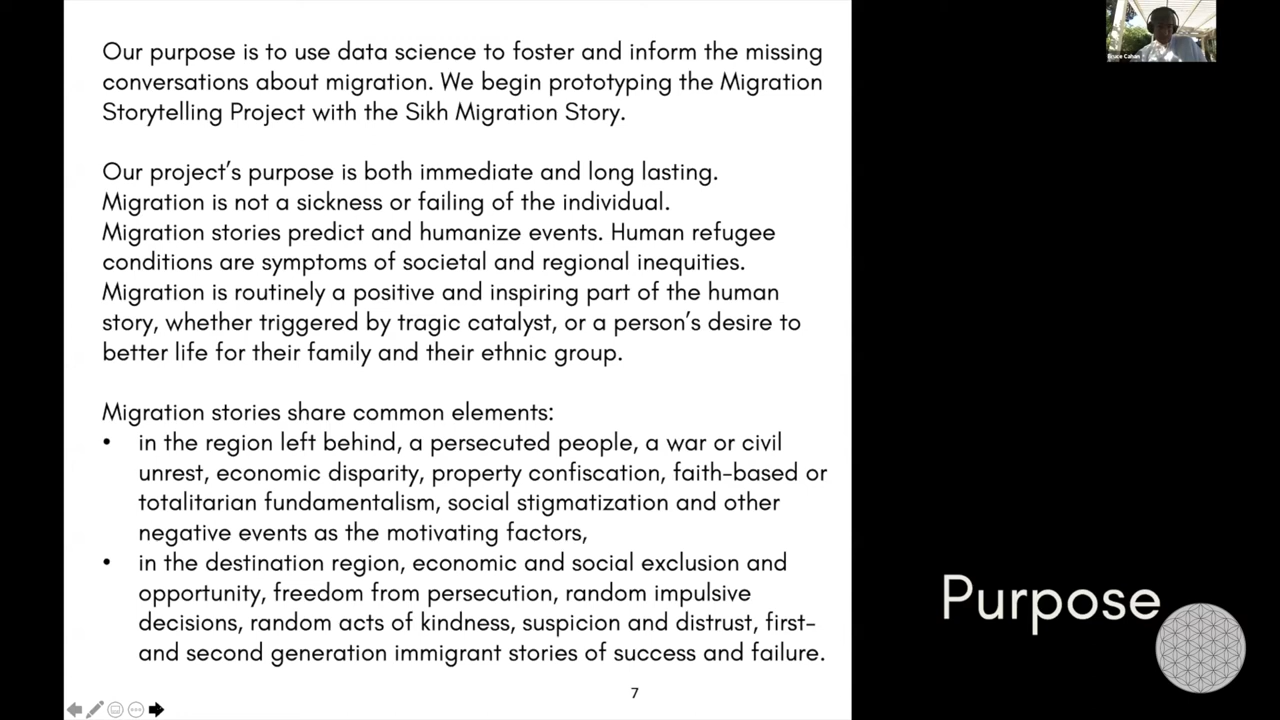 Our purpose is to use data science to foster and inform the missing
conversations about migration. We begin prototyping the Migration
Storytelling Project with the Sikh Migration Story.
Our project's purpose is both immediate and long lasting.
Migration is not a sickness or failing of the individual.
Migration stories predict and humanize events. Human refugee
conditions are symptoms of societal and regional inequities.
Migration is routinely a positive and inspiring part of the human
story, whether triggered by tragic catalyst, or a person's desire to
better life for their family and their ethnic group.
Migration stories share common elements:
• in the region left behind, a persecuted people, a war or civil
unrest, economic disparity, property confiscation, faith-based or
totalitarian fundamentalism, social stigmatization and other
negative events as the motivating factors,
• in the destination region, economic and social exclusion and
opportunity, freedom from persecution, random impulsive
decisions, random acts of kindness, suspicion and distrust, first-
and second generation immigrant stories of success and failure.
7
Purpose
Bruce Cahan